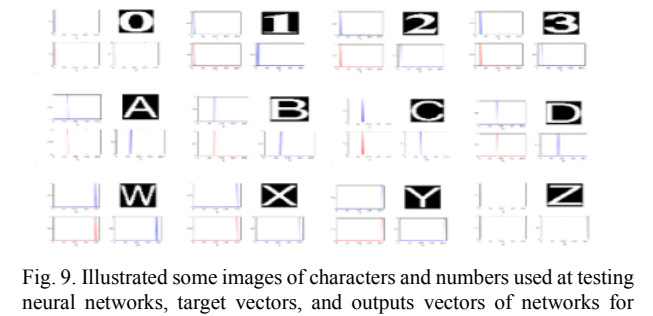 0 1 2 3
A B C D
W X Y Z
Fig. 9. Illustrated some images of characters and numbers used at testing
neural networks, target vectors, and outputs vectors of networks for